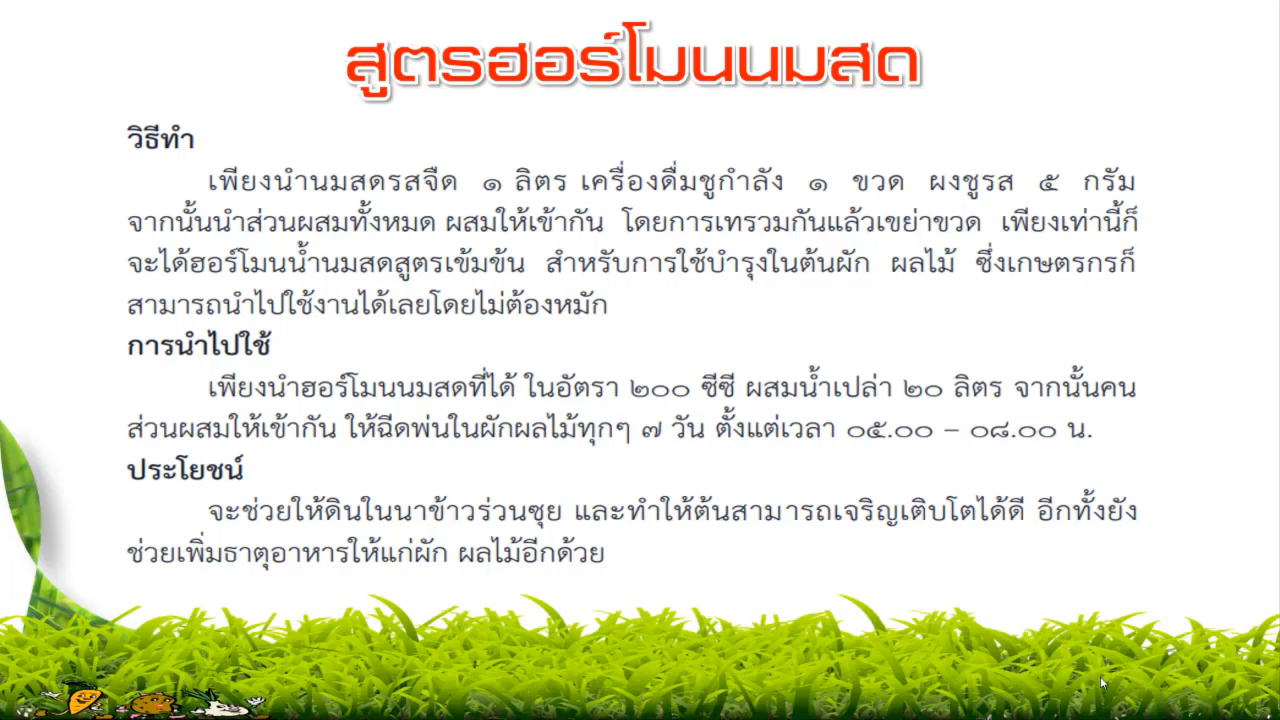 สูตรฮอร์โมนนมสด
วิธีทำ
เพียงนำนมสดรสจืด ๑ ลิตร เครื่องดื่มชูกำลัง ๑ ขวด ผงชูรส ๕ กรัม
จากนั้นนำส่วนผสมทั้งหมด ผสมให้เข้ากัน โดยการเทรวมกันแล้วเขย่าขวด เพียงเท่านี้ก็
จะได้ฮอร์โมนน้ำนมสดสูตรเข้มข้น สำหรับการใช้บำรุงในต้นผัก ผลไม้ ซึ่งเกษตรกรก็
สามารถนำไปใช้งานได้เลยโดยไม่ต้องหมัก
การนำไปใช้
เพียงนำฮอร์โมนนมสดที่ได้ ในอัตรา ๒๐๐ ซีซี ผสมน้ำเปล่า ๒๐ ลิตร จากนั้นคน
ส่วนผสมให้เข้ากัน ให้ฉีดพ่นในผักผลไม้ทุกๆ ๗ วัน ตั้งแต่เวลา ๐๕.๐๐ – ๐๘.๐๐ น.
ประโยชน์
จะช่วยให้ดินในนาข้าวร่วนซุย และทำให้ต้นสามารถเจริญเติบโตได้ดี อีกทั้งยัง
ช่วยเพิ่มธาตุอาหารให้แก่ผัก ผลไม้อีกด้วย